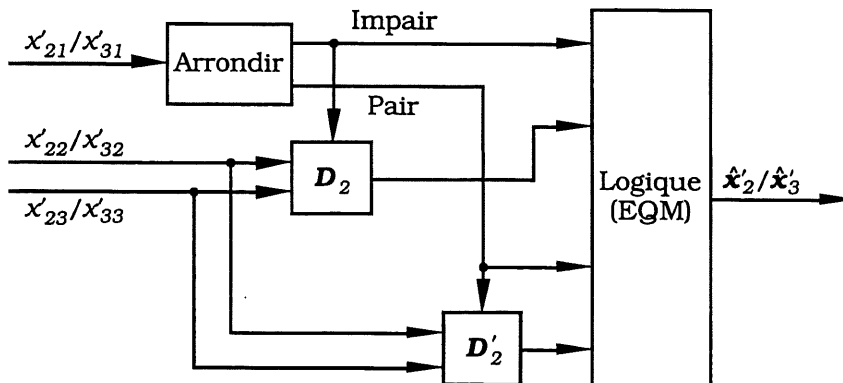 Impair
x'21/x'31
Arrondir
Pair
x'22/x'32
D2
x'23/x'33
Logique
(EQM)
x̂'2/x̂'3
D'2